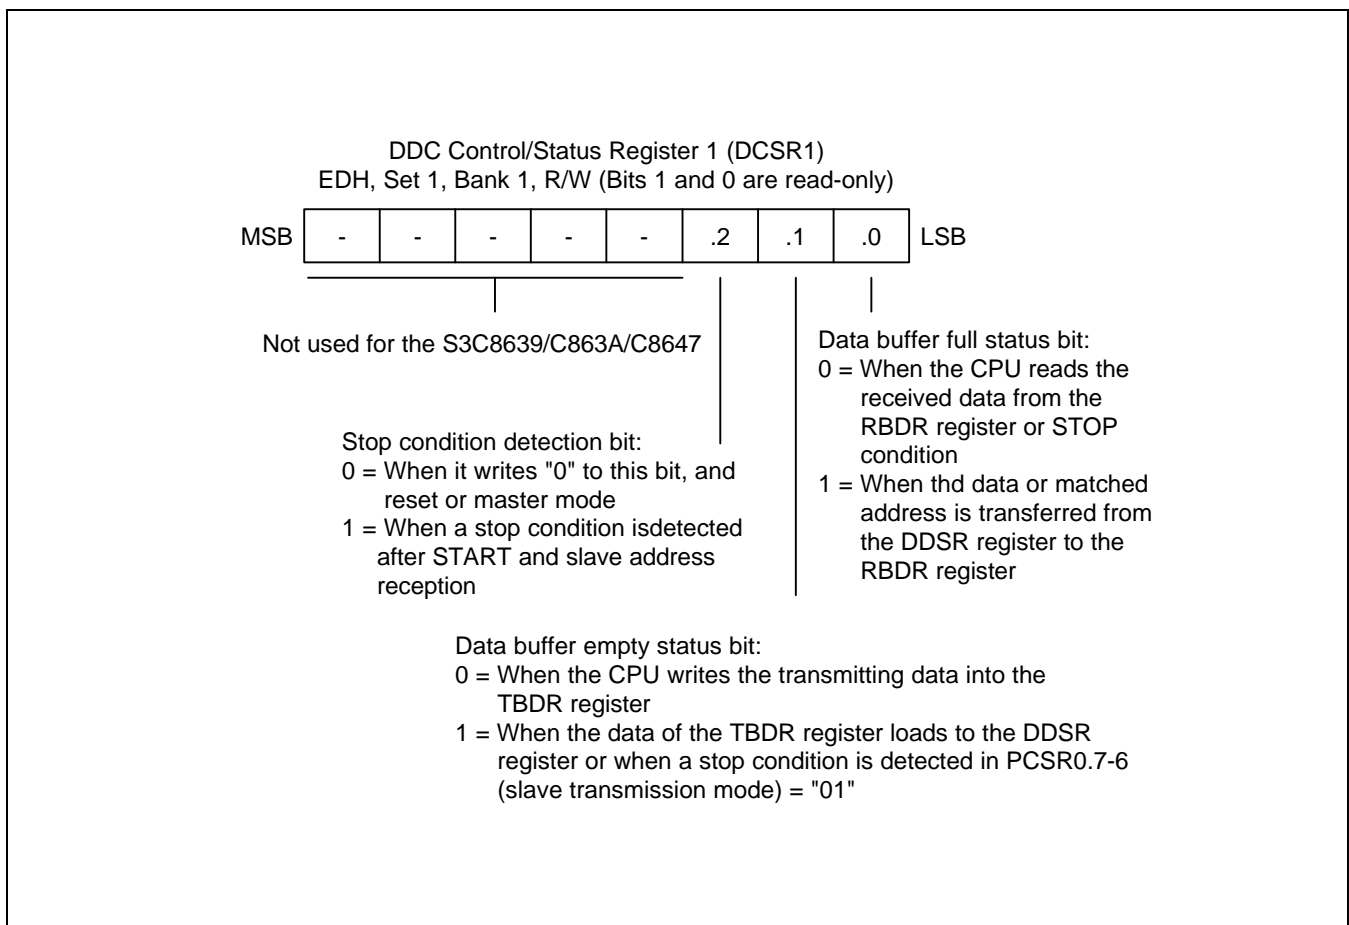 DDC Control/Status Register 1 (DCSR1)
EDH, Set 1, Bank 1, R/W (Bits 1 and 0 are read-only)
MSB - - - - - .2 .1 .0 LSB
Not used for the S3C8639/C863A/C8647
Stop condition detection bit:
0 = When it writes "0" to this bit, and
reset or master mode
1 = When a stop condition isdetected
after START and slave address
reception
Data buffer full status bit:
0 = When the CPU reads the
received data from the
RBDR register or STOP
condition
1 = When thd data or matched
address is transferred from
the DDSR register to the
RBDR register
Data buffer empty status bit:
0 = When the CPU writes the transmitting data into the
TBDR register
1 = When the data of the TBDR register loads to the DDSR
register or when a stop condition is detected in PCSR0.7-6
(slave transmission mode) = "01"